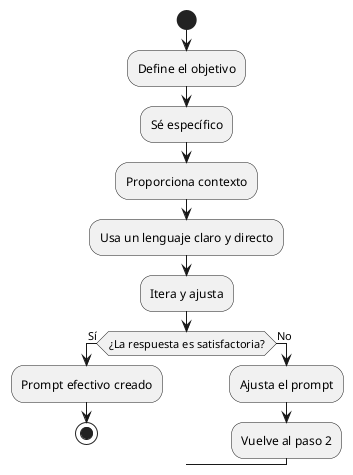 Define el objetivo
Sé específico
Proporciona contexto
Usa un lenguaje claro y directo
Itera y ajusta
¿La respuesta es satisfactoria?
Sí
No
Prompt efectivo creado
Ajusta el prompt
Vuelve al paso 2